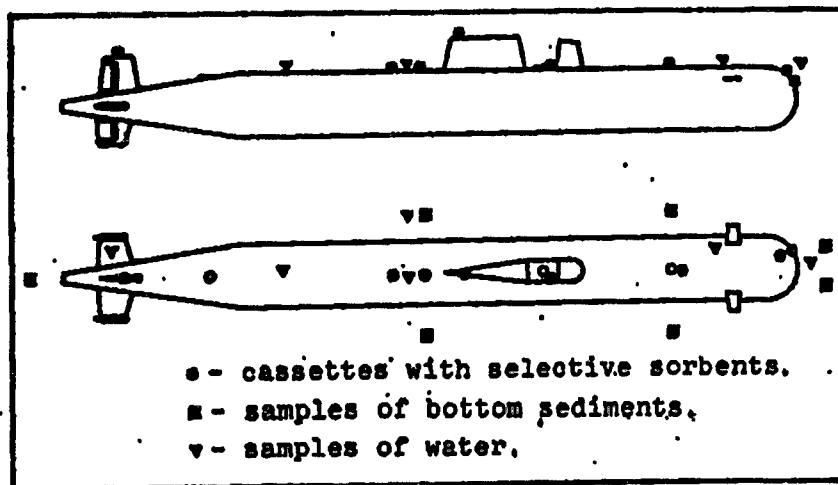 ● - cassettes with selective sorbents.
■ - samples of bottom sediments.
▼ - samples of water.